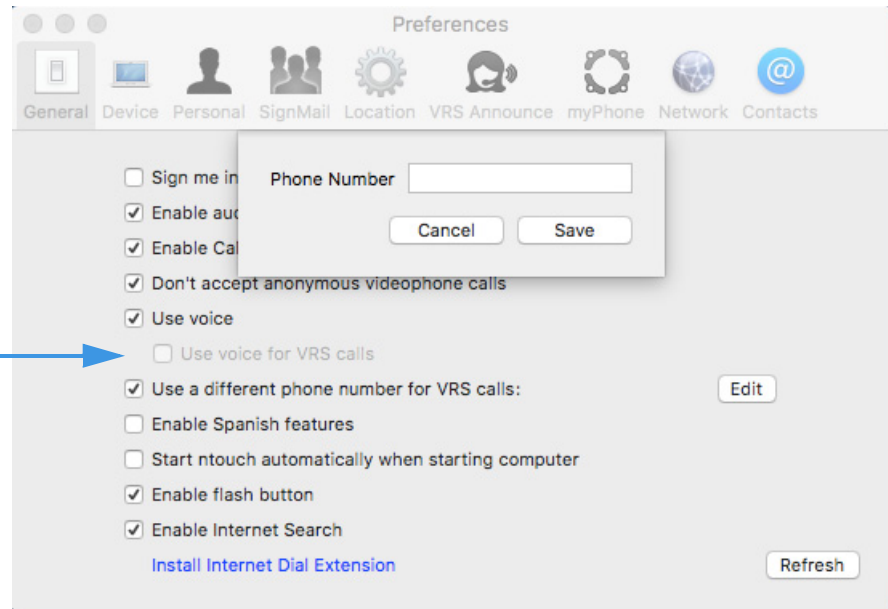 Preferences
General Device Personal SignMail Location VRS Announce myPhone Network Contacts
Sign me in
Phone Number
Enable
Cancel Save
Enable
Don't accept anonymous videophone calls
Use voice
Use voice for VRS calls
Use a different phone number for VRS calls: Edit
Enable Spanish features
Start ntouch automatically when starting computer
Enable flash button
Enable Internet Search
Install Internet Dial Extension Refresh